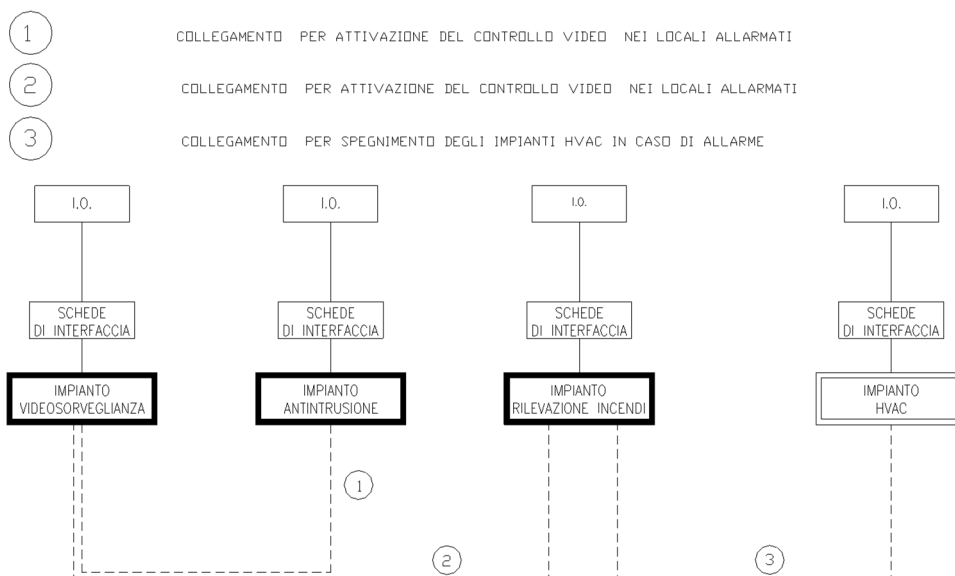 1
COLLEGAMENTO PER ATTIVAZIONE DEL CONTROLLO VIDEO NEI LOCALI ALLARMATI
2
COLLEGAMENTO PER ATTIVAZIONE DEL CONTROLLO VIDEO NEI LOCALI ALLARMATI
3
COLLEGAMENTO PER SPEGNIMENTO DEGLI IMPIANTI HVAC IN CASO DI ALLARME
I.O.
I.O.
I.O.
I.O.
SCHEDE
DI INTERFACCIA
SCHEDE
DI INTERFACCIA
SCHEDE
DI INTERFACCIA
SCHEDE
DI INTERFACCIA
IMPIANTO
VIDEOSORVEGLIANZA
IMPIANTO
ANTINTRUSIONE
IMPIANTO
RILEVAZIONE INCENDI
IMPIANTO
HVAC
1
2
3